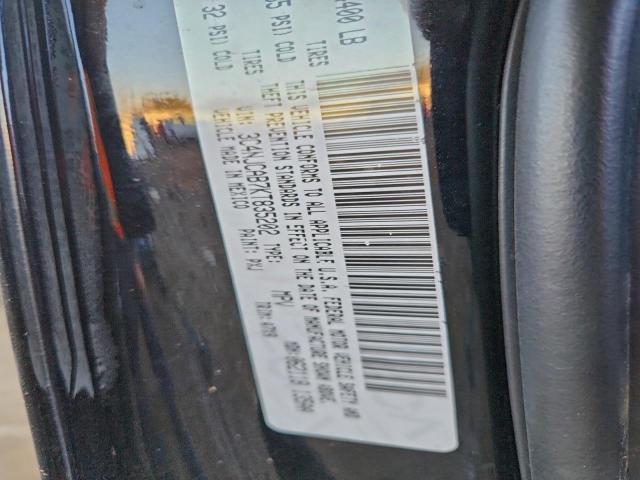 400 LB
TIRES
5 PSI) COLD
THIS VEHICLE CONFORMS TO ALL APPLICABLE U.S.A. FEDERAL MOTOR VEHICLE SAFETY AND
THEFT PREVENTION STANDARDS IN EFFECT ON THE DATE OF MANUFACTURE SHOWN ABOVE.
TIRES
32 PSI) COLD
VIN: 3C4NJCAB7KT835202 TYPE: MPV
VEHICLE MADE IN MEXICO PAINT: PXJ